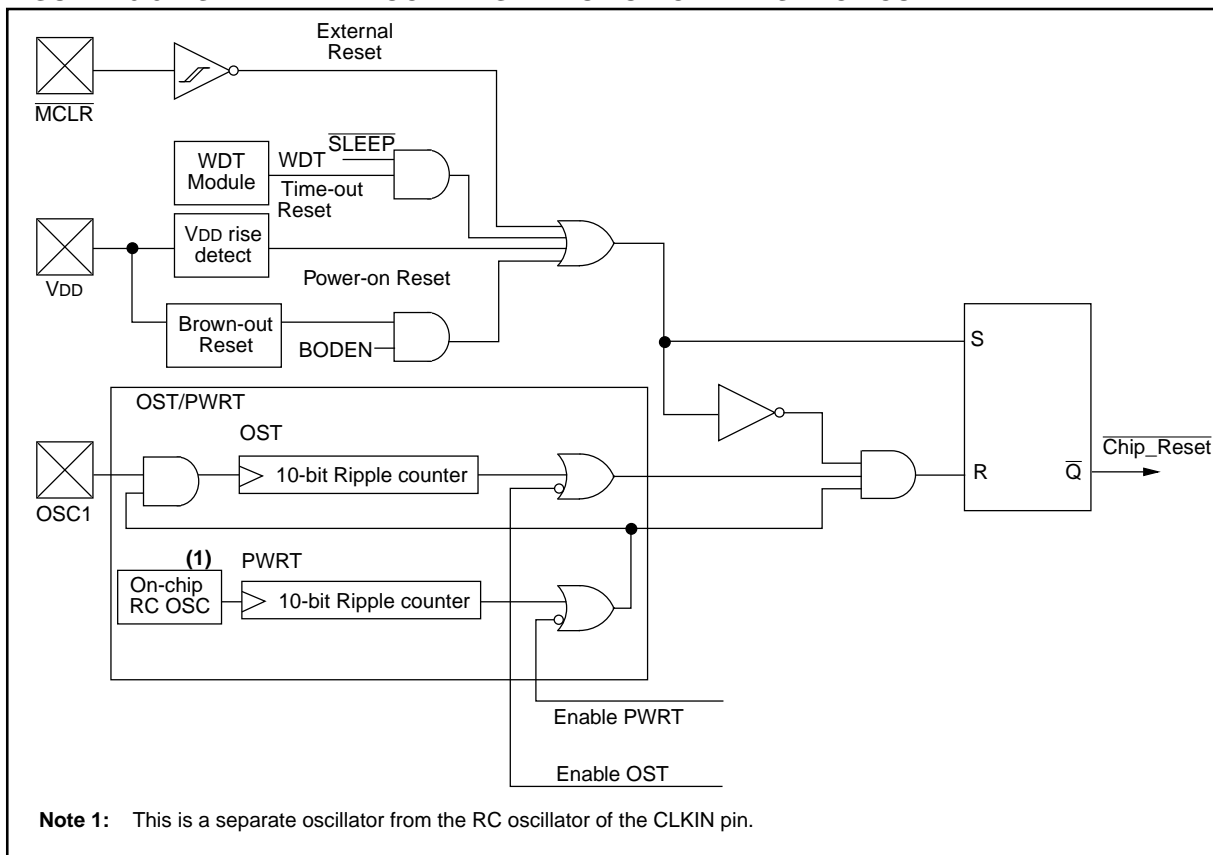 External
Reset
MCLR
SLEEP
WDT
Module
WDT
Time-out
Reset
VDD rise
detect
VDD
Power-on Reset
Brown-out
Reset
BODEN
S
OST/PWRT
OST
10-bit Ripple counter
OSC1
Chip_Reset
R
Q
(1)
PWRT
On-chip
RC OSC
10-bit Ripple counter
Enable PWRT
Enable OST
Note 1: This is a separate oscillator from the RC oscillator of the CLKIN pin.